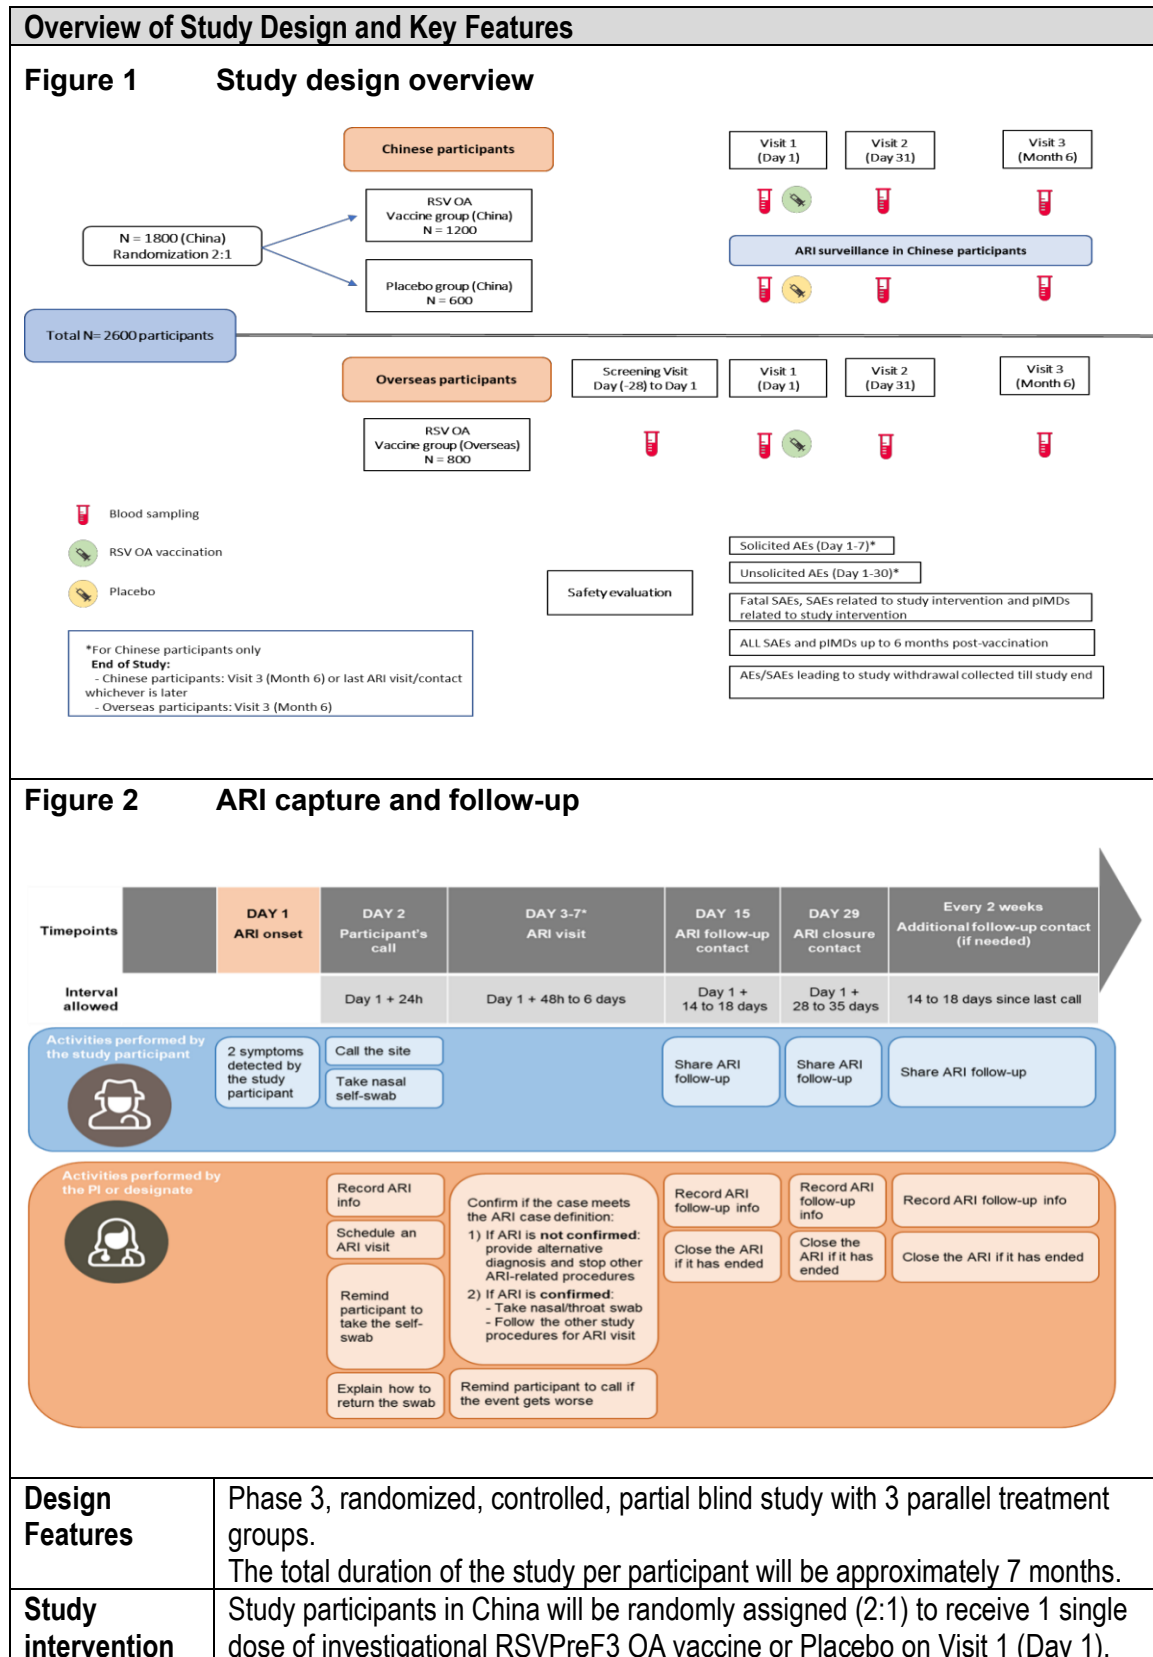 Overview of Study Design and Key Features
Figure 1 Study design overview
Chinese participants
Visit 1
(Day 1)
Visit 2
(Day 31)
Visit 3
(Month 6)
RSV OA
Vaccine group (China)
N = 1200
N = 1800 (China)
Randomization 2:1
ARI surveillance in Chinese participants
Placebo group (China)
N = 600
Total N= 2600 participants
Overseas participants
Screening Visit
Day (-28) to Day 1
Visit 1
(Day 1)
Visit 2
(Day 31)
Visit 3
(Month 6)
RSV OA
Vaccine group (Overseas)
N = 800
Blood sampling
RSV OA vaccination
Placebo
Safety evaluation
Solicited AEs (Day 1-7)*
Unsolicited AEs (Day 1-30)*
Fatal SAEs, SAEs related to study intervention and pIMDs
related to study intervention
ALL SAEs and pIMDs up to 6 months post-vaccination
AEs/SAEs leading to study withdrawal collected till study end
*For Chinese participants only
End of Study:
- Chinese participants: Visit 3 (Month 6) or last ARI visit/contact
whichever is later
- Overseas participants: Visit 3 (Month 6)
Figure 2 ARI capture and follow-up
Timepoints
DAY 1
ARI onset
DAY 2
Participant's
call
DAY 3-7*
ARI visit
DAY 15
ARI follow-up
contact
DAY 29
ARI closure
contact
Every 2 weeks
Additional follow-up contact
(if needed)
Interval
allowed
Day 1 + 24h
Day 1 + 48h to 6 days
Day 1 +
14 to 18 days
Day 1 +
28 to 35 days
14 to 18 days since last call
Activities performed by
the study participant
2 symptoms
detected by
the study
participant
Call the site
Take nasal
self-swab
Share ARI
follow-up
Share ARI
follow-up
Share ARI follow-up
Activities performed by
the PI or designate
Record ARI
info
Schedule an
ARI visit
Remind
participant to
take the self-
swab
Explain how to
return the swab
Confirm if the case meets
the ARI case definition:
1) If ARI is not confirmed:
provide alternative
diagnosis and stop other
ARI-related procedures
2) If ARI is confirmed:
- Take nasal/throat swab
- Follow the other study
procedures for ARI visit
Remind participant to call if
the event gets worse
Record ARI
follow-up info
Close the ARI
if it has ended
Record ARI
follow-up
info
Close the
ARI if it has
ended
Record ARI follow-up info
Close the ARI if it has ended
Design
Features
Phase 3, randomized, controlled, partial blind study with 3 parallel treatment
groups.
The total duration of the study per participant will be approximately 7 months.
Study
intervention
Study participants in China will be randomly assigned (2:1) to receive 1 single
dose of investigational RSVPreF3 OA vaccine or Placebo on Visit 1 (Day 1).